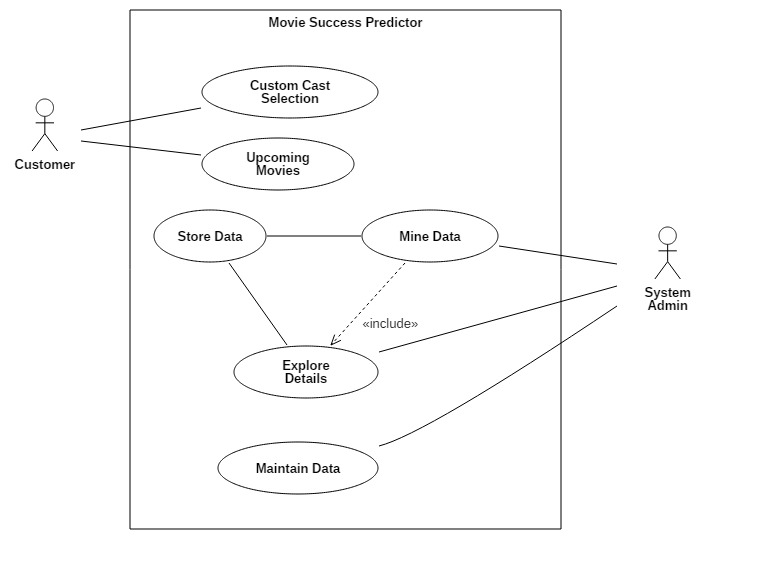 Movie Success Predictor
Custom Cast
Selection
Customer
Upcoming
Movies
Store Data
Mine Data
System
Admin
«include»
Explore
Details
Maintain Data